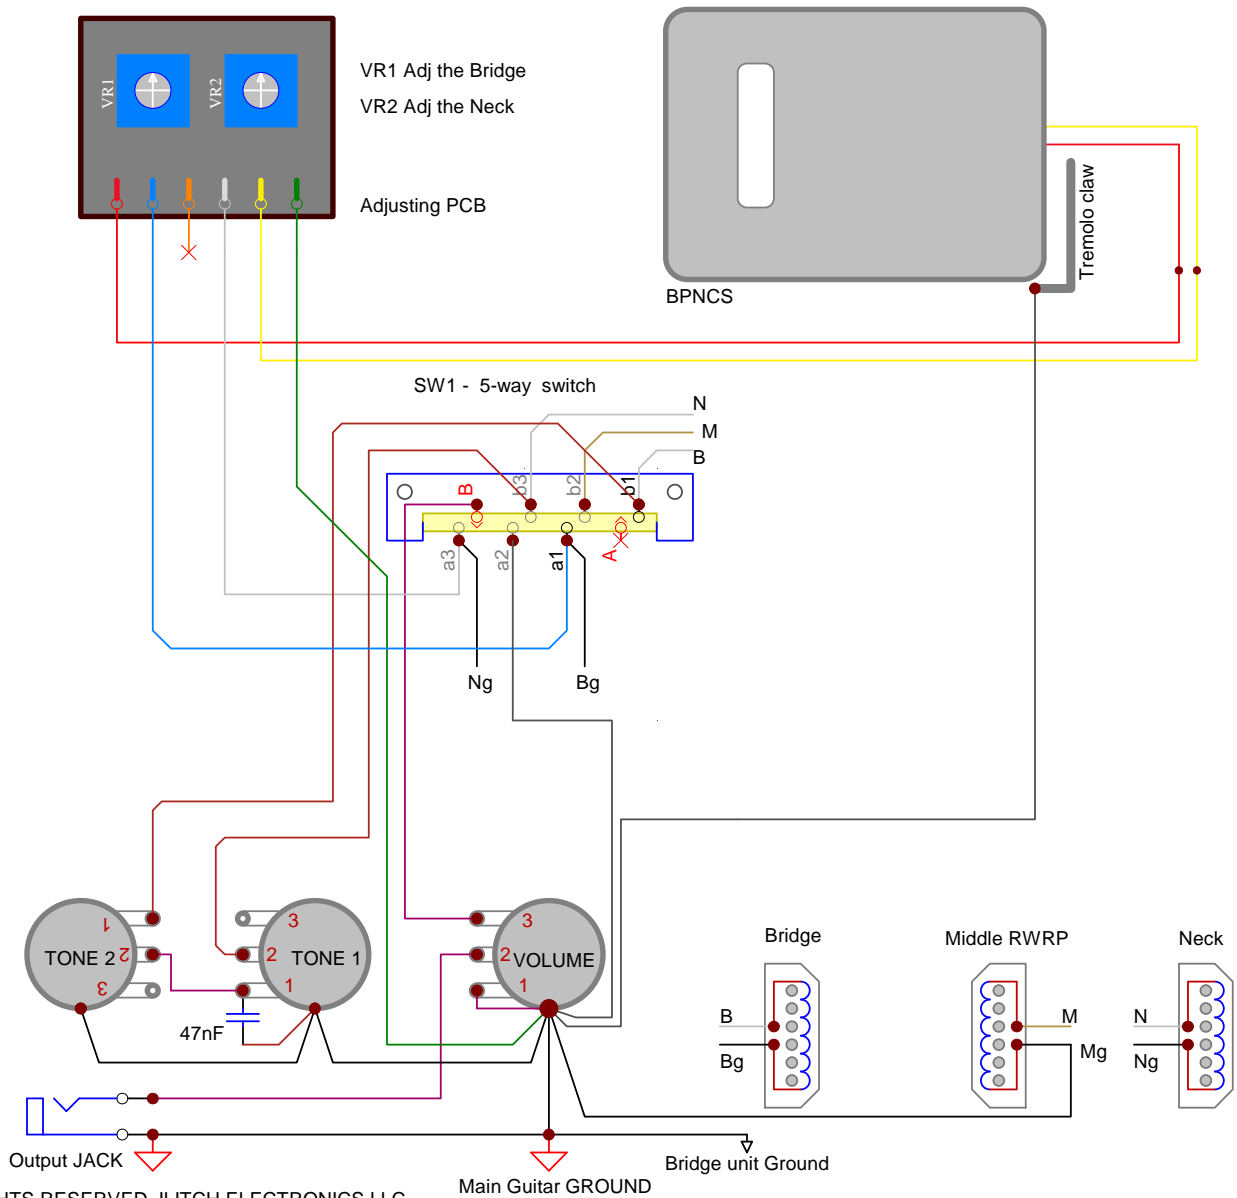 VR1
VR2
VR1 Adj the Bridge
VR2 Adj the Neck
Adjusting PCB
Tremolo claw
BPNCS
SW1 - 5-way switch
N
M
B
B
b3
b2
b1
a3
a2
a1
A
Ng
Bg
1
2
3
TONE 2
3
2
1
TONE 1
3
2
1
VOLUME
47nF
Bridge
Middle RWRP
Neck
B
Bg
M
Mg
N
Ng
Output JACK
Bridge unit Ground
Main Guitar GROUND
RESERVED
ELECTRONICS LLC